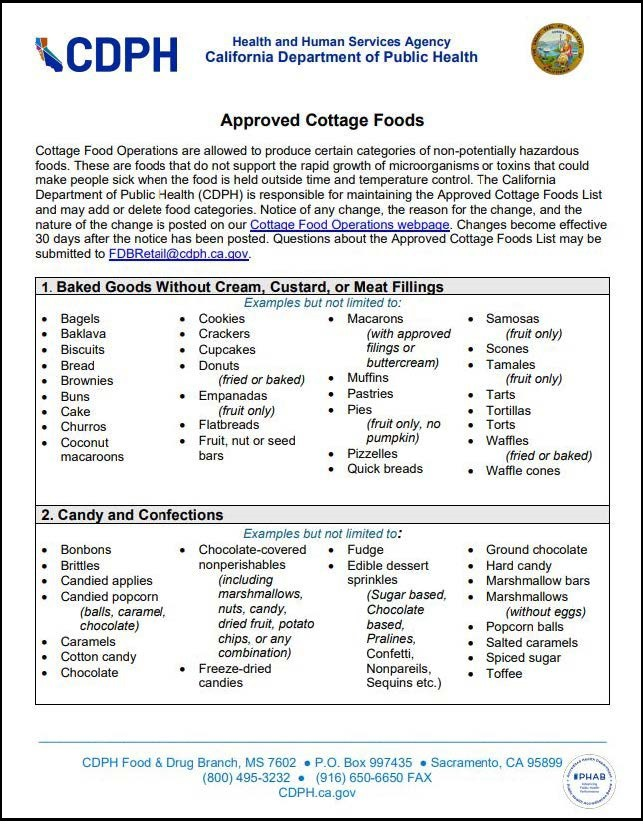 CDPH
Health and Human Services Agency
California Department of Public Health
Approved Cottage Foods
Cottage Food Operations are allowed to produce certain categories of non-potentially hazardous
foods. These are foods that do not support the rapid growth of microorganisms or toxins that could
make people sick when the food is held outside time and temperature control. The California
Department of Public Health (CDPH) is responsible for maintaining the Approved Cottage Foods List
and may add or delete food categories. Notice of any change, the reason for the change, and the
nature of the change is posted on our Cottage Food Operations webpage. Changes become effective
30 days after the notice has been posted. Questions about the Approved Cottage Foods List may be
submitted to FDBRetail@cdph.ca.gov.
1. Baked Goods Without Cream, Custard, or Meat Fillings
Examples but not limited to:
• Bagels
• Baklava
• Biscuits
• Bread
• Brownies
• Buns
• Cake
• Churros
• Coconut
macaroons
• Cookies
• Crackers
• Cupcakes
• Donuts
(fried or baked)
• Empanadas
(fruit only)
• Flatbreads
• Fruit, nut or seed
bars
• Macarons
(with approved
filings or
buttercream)
• Muffins
• Pastries
• Pies
(fruit only, no
pumpkin)
• Pizzelles
• Quick breads
• Samosas
(fruit only)
• Scones
• Tamales
(fruit only)
• Tarts
• Tortillas
• Torts
• Waffles
(fried or baked)
• Waffle cones
2. Candy and Confections
Examples but not limited to:
• Bonbons
• Brittles
• Candied apples
• Candied popcorn
(balls, caramel,
chocolate)
• Caramels
• Cotton candy
• Chocolate
• Chocolate-covered
nonperishables
(including
marshmallows,
nuts, candy,
dried fruit, potato
chips, or any
combination)
• Freeze-dried
candies
• Fudge
• Edible dessert
sprinkles
(Sugar based,
Chocolate
based,
Pralines,
Confetti,
Nonpareils,
Sequins etc.)
• Ground chocolate
• Hard candy
• Marshmallow bars
• Marshmallows
(without eggs)
• Popcorn balls
• Salted caramels
• Spiced sugar
• Toffee
CDPH Food & Drug Branch, MS 7602 ● P.O. Box 997435 ● Sacramento, CA 95899
(800) 495-3232 ● (916) 650-6650 FAX
CDPH.ca.gov
PHAB